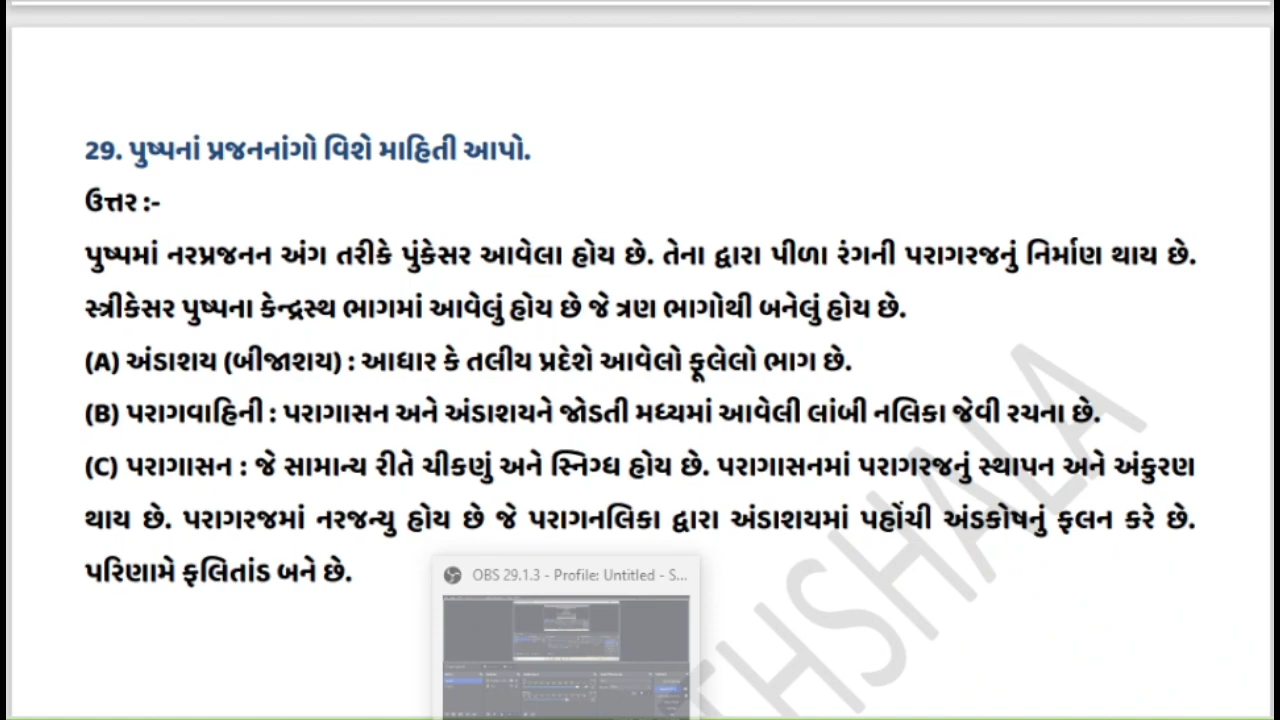 29. પુષ્પનાં પ્રજનનાંગો વિશે માહિતી આપો.
ઉત્તર :-
પુષ્પમાં નરપ્રજનન અંગ તરીકે પુંકેસર આવેલા હોય છે. તેના દ્વારા પીળા રંગની પરાગરજનું નિર્માણ થાય છે.
સ્ત્રીકેસર પુષ્પના કેન્દ્રસ્થ ભાગમાં આવેલું હોય છે જે ત્રણ ભાગોથી બનેલું હોય છે.
(A) અંડાશય (બીજાશય) : આધાર કે તલીય પ્રદેશે આવેલો ફૂલેલો ભાગ છે.
(B) પરાગવાહિની : પરાગાસન અને અંડાશયને જોડતી મધ્યમાં આવેલી લાંબી નલિકા જેવી રચના છે.
(C) પરાગાસન : જે સામાન્ય રીતે ચીકણું અને સ્નિગ્ધ હોય છે. પરાગાસનમાં પરાગરજનું સ્થાપન અને અંકુરણ
થાય છે. પરાગરજમાં નરજન્યુ હોય છે જે પરાગનલિકા દ્વારા અંડાશયમાં પહોંચી અંડકોષનું ફલન કરે છે.
પરિણામે ફલિતાંડ બને છે.
OBS 29.1.3 - Profile: Untitled - S...
THSHALA